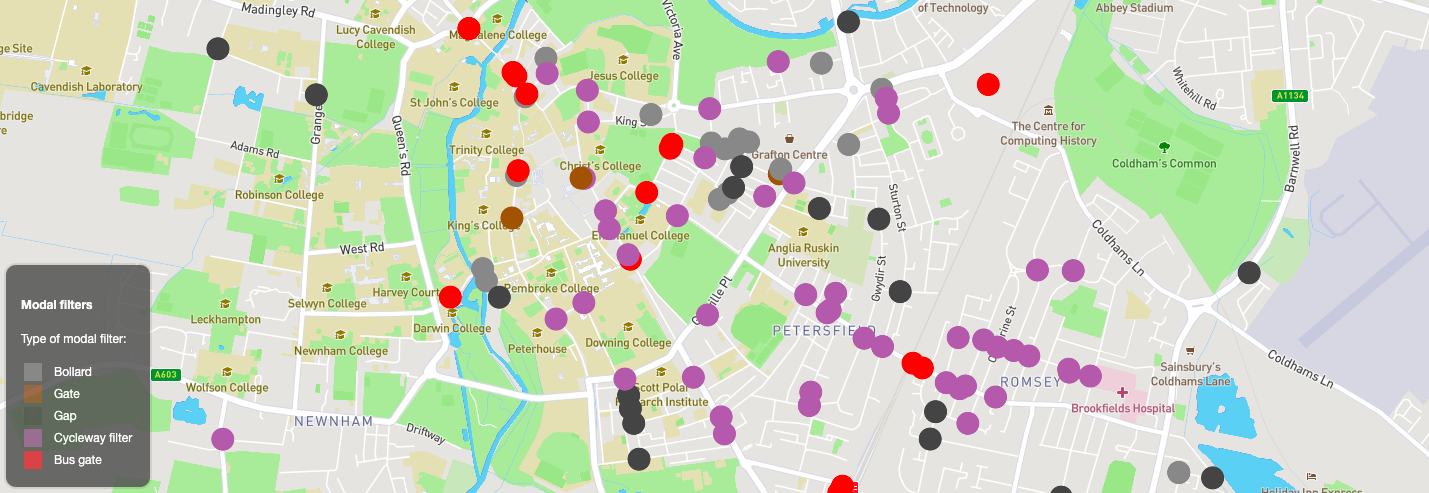 Madingley Rd
of Technology
Abbey Stadium
Victoria Ave
Lucy Cavendish
College
College
ge Site
Cavendish Laboratory
Jesus College
Whitehill Rd
A1134
St John's College
bridge
re
King S
The Centre for
Computing History
Queen's Rd
Barnwell Rd
Adams Rd
Trinity College
Grafton Centre
Christ's College
Coldham's Common
Robinson College
Sturton St
King's
West Rd
College
Anglia Ruskin
University
Coldhams Ln
Gwydir St
Harvey Court
Pembroke College
Modal filters
Selwyn College
Leckhampton
Type of modal filter:
Darwin College
PETERSFIELD
Downing College
Peterhouse
Newnham College
Bollard
Gate
Gap
Cycleway filter
Bus gate
A603
Wolfson College
Scott Polar
Research Institute
ROMSEY
Sainsbury's
Coldhams Lane
Coldhams Ln
Brookfields Hospital
NEWNHAM
Driftway
Holiday Inn Express